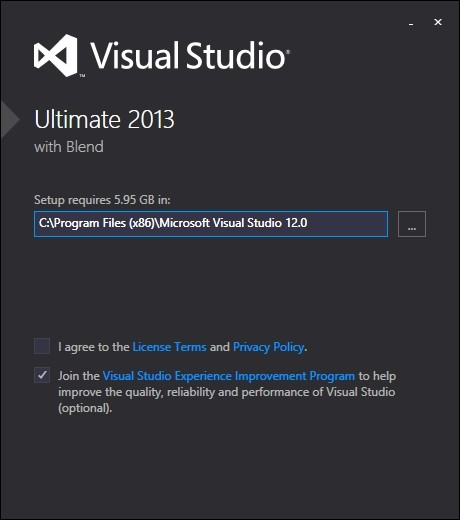 Visual Studio®
™
Ultimate 2013
with Blend
Setup requires 5.95 GB in:
C:\Program Files (x86)\Microsoft Visual Studio 12.0
...
I agree to the License Terms and Privacy Policy.
Join the Visual Studio Experience Improvement Program to help
improve the quality, reliability and performance of Visual Studio
(optional).